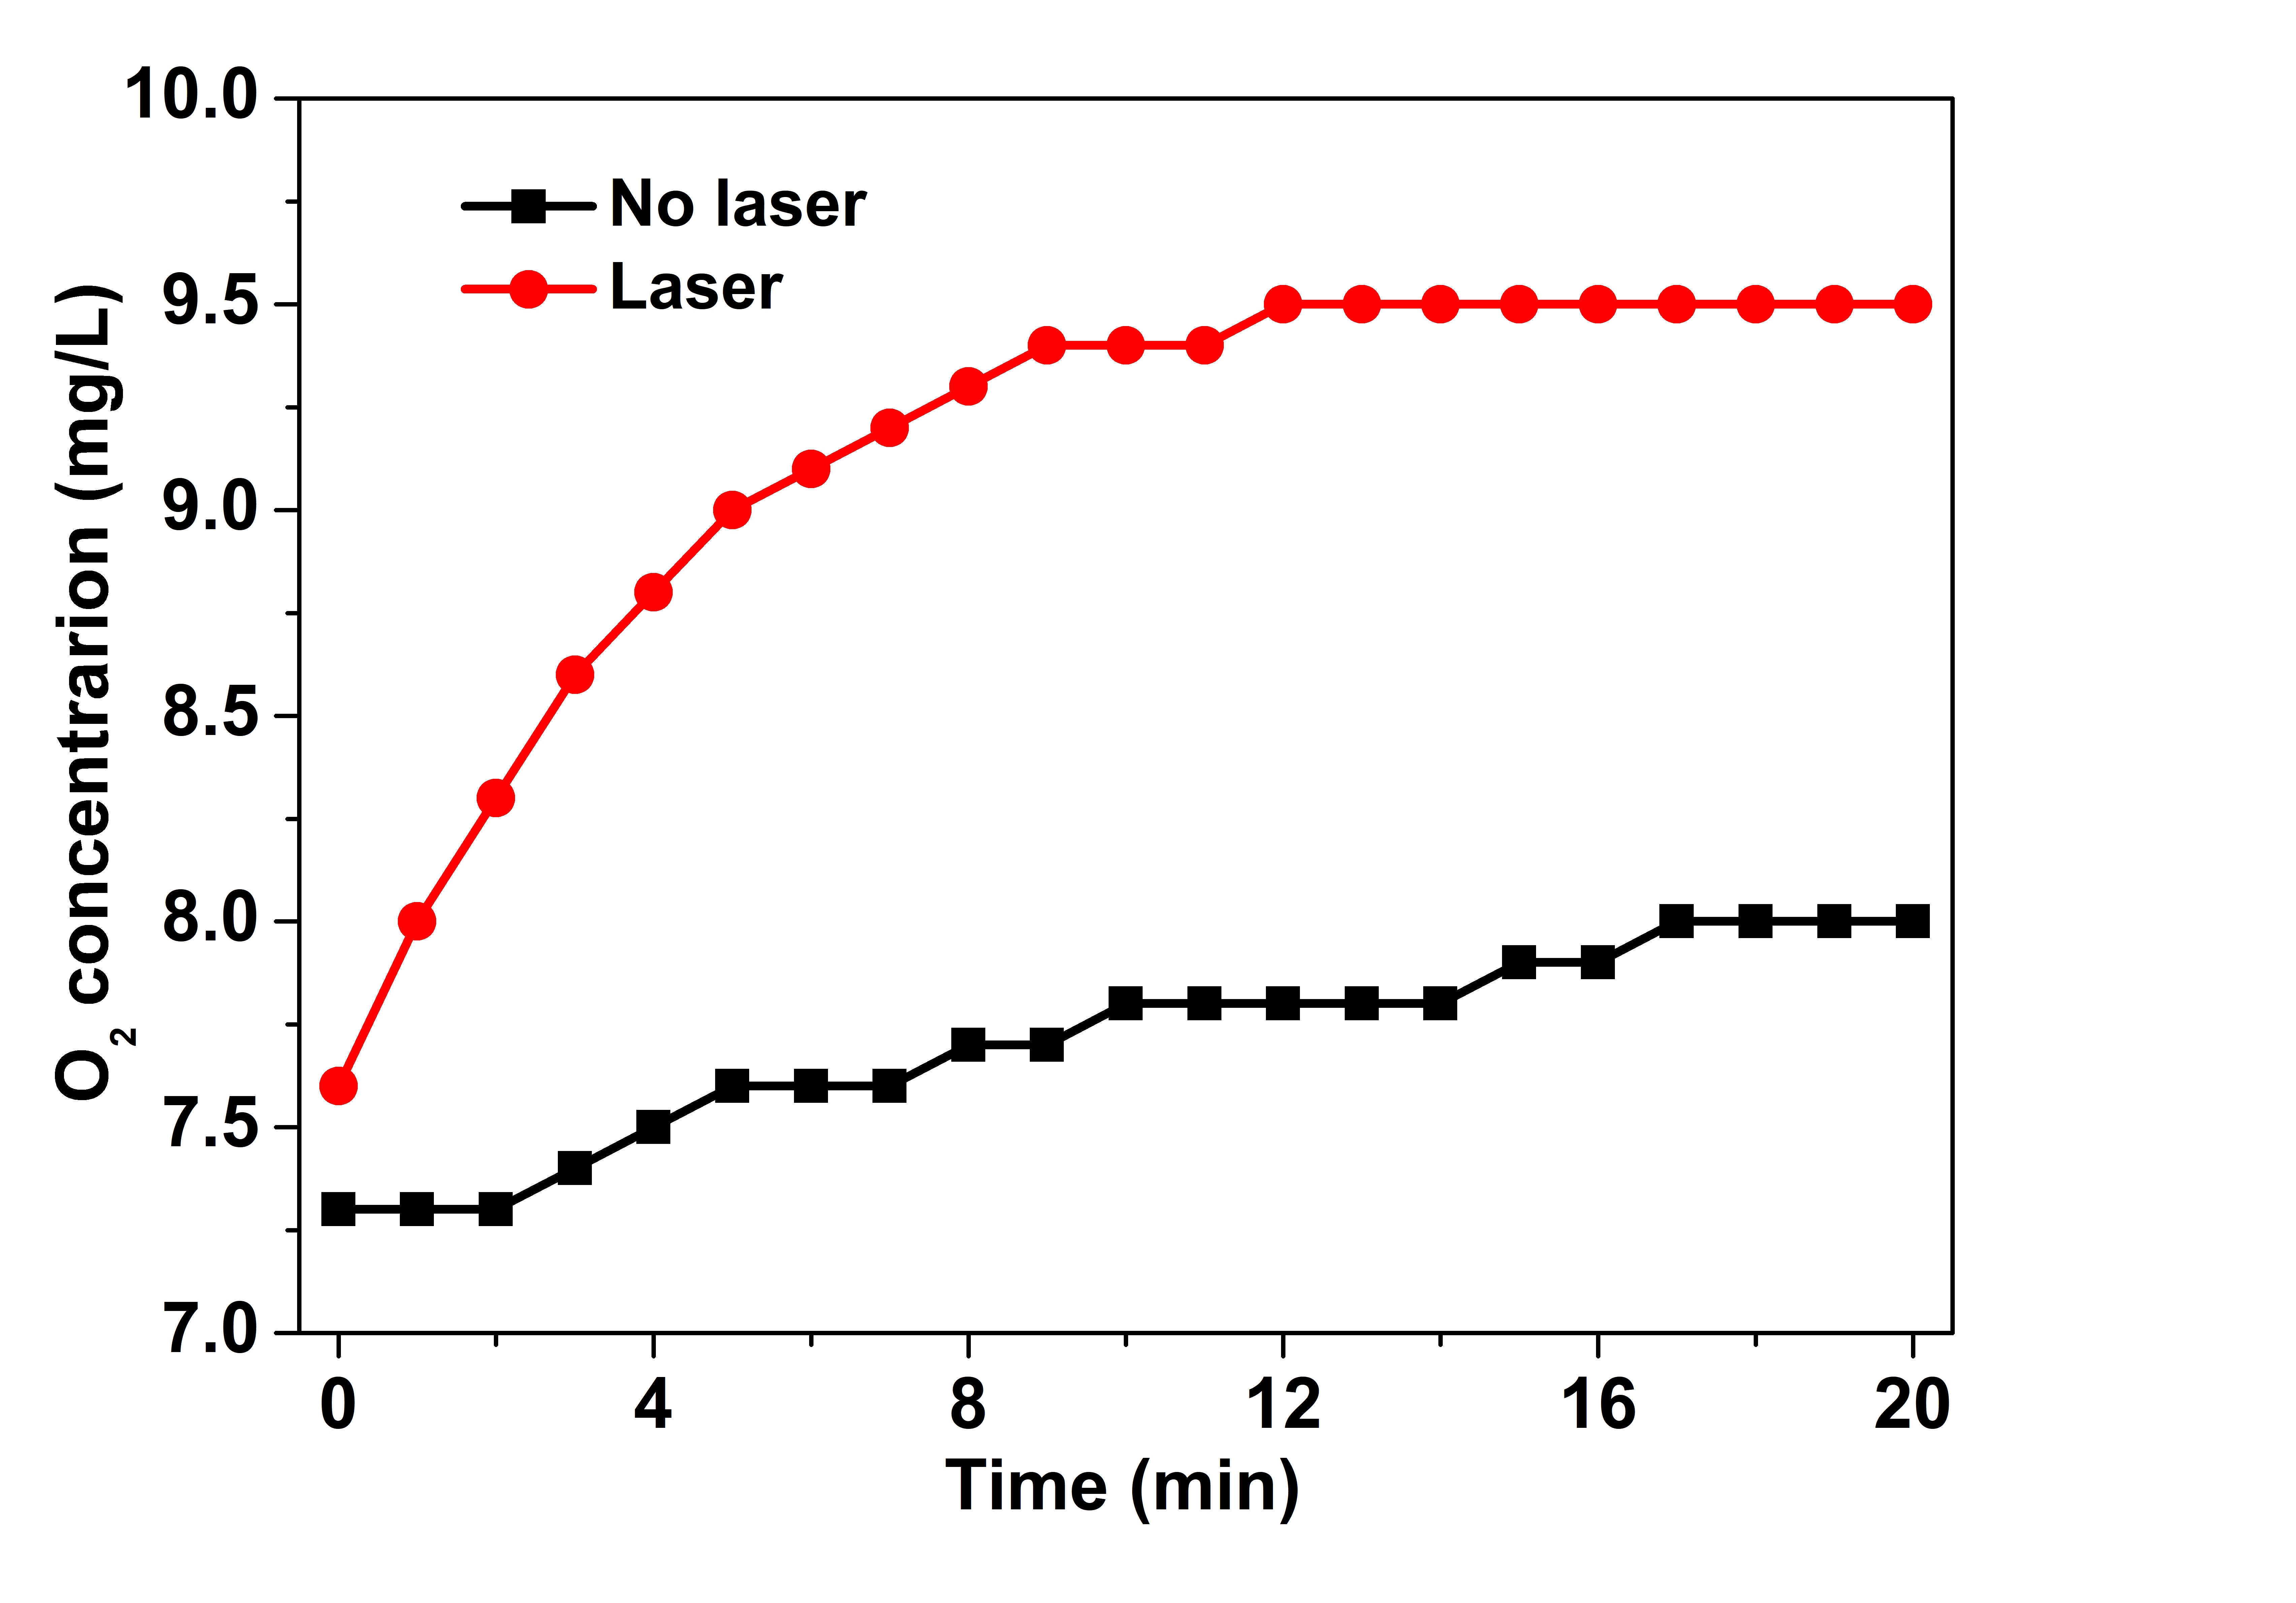 10.0
9.5
9.0
8.5
8.0
7.5
7.0
O2 concentrarion (mg/L)
No laser
Laser
0 4 8 12 16 20
Time (min)